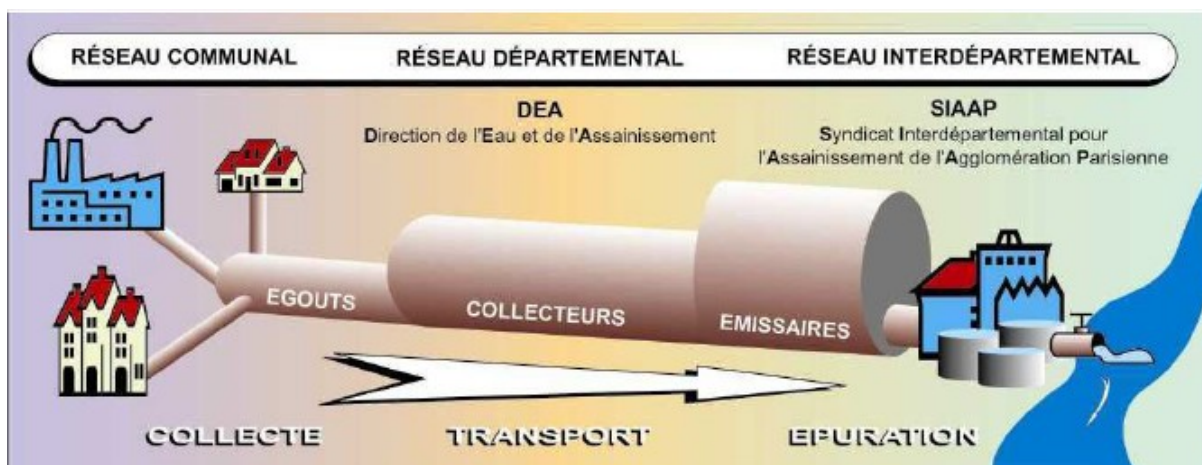 RÉSEAU COMMUNAL
RÉSEAU DÉPARTEMENTAL
RÉSEAU INTERDÉPARTEMENTAL
DEA
Direction de l'Eau et de l'Assainissement
SIAAP
Syndicat Interdépartemental pour
l'Assainissement de l'Agglomération Parisienne
EGOUTS
COLLECTEURS
EMISSAIRES
COLLECTE
TRANSPORT
EPURATION